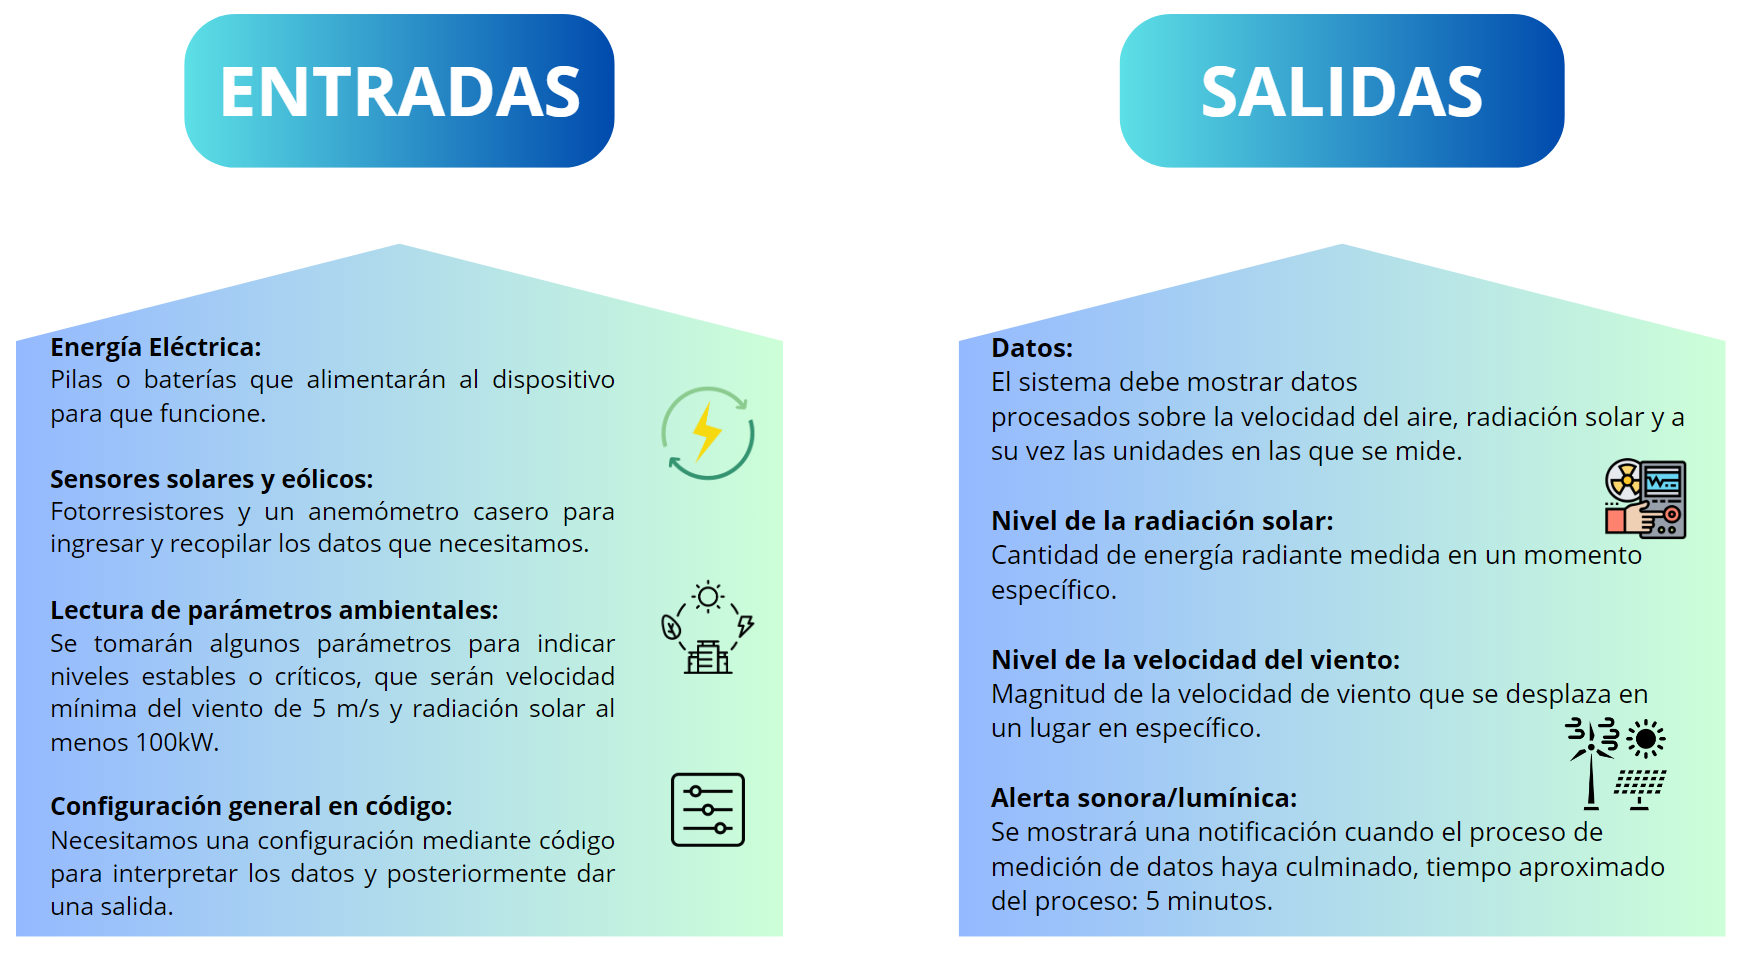 ENTRADAS
Energía Eléctrica:
Pilas o baterías que alimentarán al dispositivo
para que funcione.
Sensores solares y eólicos:
Fotorresistores y un anemómetro casero para
ingresar y recopilar los datos que necesitamos.
Lectura de parámetros ambientales:
Se tomarán algunos parámetros para indicar
niveles estables o críticos, que serán velocidad
mínima del viento de 5 m/s y radiación solar al
menos 100kW.
Configuración general en código:
Necesitamos una configuración mediante código
para interpretar los datos y posteriormente dar
una salida.
SALIDAS
Datos:
El sistema debe mostrar datos
procesados sobre la velocidad del aire, radiación solar y a
su vez las unidades en las que se mide.
Nivel de la radiación solar:
Cantidad de energía radiante medida en un momento
específico.
Nivel de la velocidad del viento:
Magnitud de la velocidad de viento que se desplaza en
un lugar en específico.
Alerta sonora/lumínica:
Se mostrará una notificación cuando el proceso de
medición de datos haya culminado, tiempo aproximado
del proceso: 5 minutos.